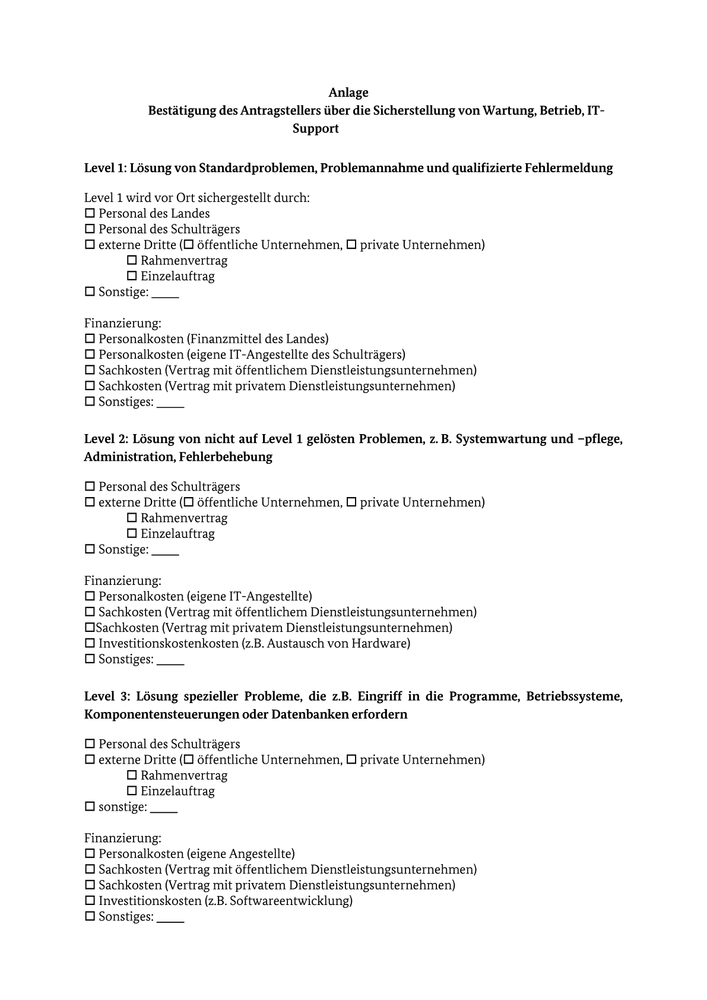 Anlage
Bestätigung des Antragstellers über die Sicherstellung von Wartung, Betrieb, IT-
Support
Level 1: Lösung von Standardproblemen, Problemannahme und qualifizierte Fehlermeldung
Level 1 wird vor Ort sichergestellt durch:
☐ Personal des Landes
☐ Personal des Schulträgers
☐ externe Dritte (☐ öffentliche Unternehmen, ☐ private Unternehmen)
☐ Rahmenvertrag
☐ Einzelauftrag
☐ Sonstige: _____
Finanzierung:
☐ Personalkosten (Finanzmittel des Landes)
☐ Personalkosten (eigene IT-Angestellte des Schulträgers)
☐ Sachkosten (Vertrag mit öffentlichem Dienstleistungsunternehmen)
☐ Sachkosten (Vertrag mit privatem Dienstleistungsunternehmen)
☐ Sonstiges: _____
Level 2: Lösung von nicht auf Level 1 gelösten Problemen, z. B. Systemwartung und –pflege,
Administration, Fehlerbehebung
☐ Personal des Schulträgers
☐ externe Dritte (☐ öffentliche Unternehmen, ☐ private Unternehmen)
☐ Rahmenvertrag
☐ Einzelauftrag
☐ Sonstige: _____
Finanzierung:
☐ Personalkosten (eigene IT-Angestellte)
☐ Sachkosten (Vertrag mit öffentlichem Dienstleistungsunternehmen)
☐Sachkosten (Vertrag mit privatem Dienstleistungsunternehmen)
☐ Investitionskostenkosten (z.B. Austausch von Hardware)
☐ Sonstiges: _____
Level 3: Lösung spezieller Probleme, die z.B. Eingriff in die Programme, Betriebssysteme,
Komponentensteuerungen oder Datenbanken erfordern
☐ Personal des Schulträgers
☐ externe Dritte (☐ öffentliche Unternehmen, ☐ private Unternehmen)
☐ Rahmenvertrag
☐ Einzelauftrag
☐ sonstige: _____
Finanzierung:
☐ Personalkosten (eigene Angestellte)
☐ Sachkosten (Vertrag mit öffentlichem Dienstleistungsunternehmen)
☐ Sachkosten (Vertrag mit privatem Dienstleistungsunternehmen)
☐ Investitionskosten (z.B. Softwareentwicklung)
☐ Sonstiges: _____